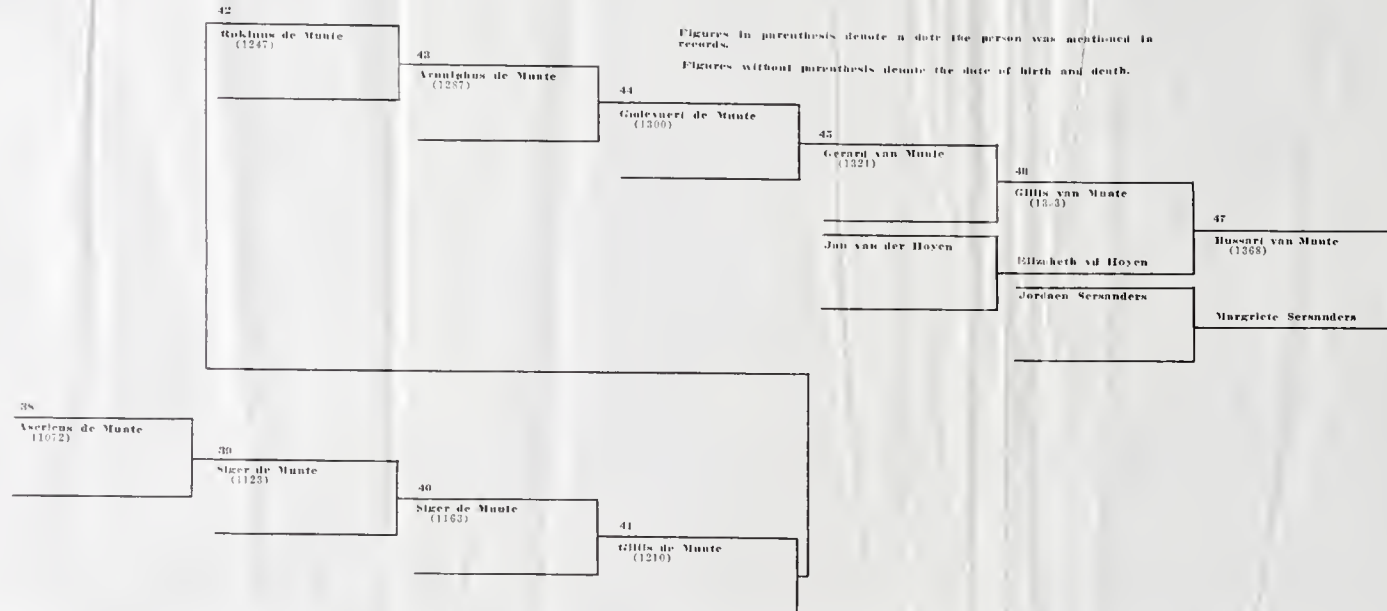 42
Rokinus de Munte
(1247)
Figures in parenthesis denote a date the person was mentioned in
records.
Figures without parenthesis denote the date of birth and death.
43
Arnulphus de Munte
(1287)
44
de Munte
(1300)
45
Gerard van Munte
(1321)
Gillis van Munte
47
Hussart van Munte
(1368)
Jan van der Hoyen
Elizabeth vd Hoyen
Jordaen Sersanders
Margriete Sersanders
38
de Munte
(1072)
39
Siger de Munte
(1123)
40
Siger de Munte
(1163)
41
Gillis de Munte
(1210)